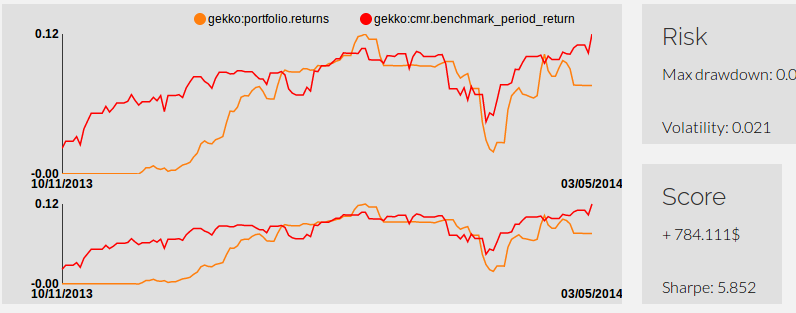 gekko:portfolio.returns gekko:cmr.benchmark_period_return
0.12
-0.00
10/11/2013 03/05/2014
0.12
-0.00
10/11/2013 03/05/2014
Risk
Max drawdown: 0.0
Volatility: 0.021
Score
+ 784.111$
Sharpe: 5.852